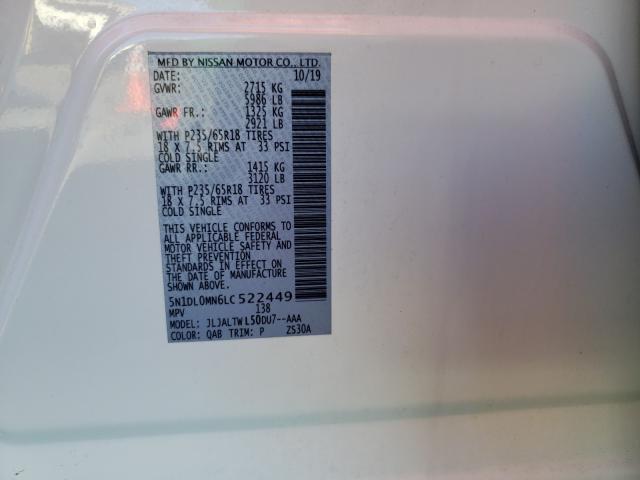 MFD BY NISSAN MOTOR CO., LTD.
DATE: 10/19
GVWR: 2715 KG
5986 LB
GAWR FR.: 1325 KG
2921 LB
WITH P235/65R18 TIRES
18 X 7.5 RIMS AT 33 PSI
COLD SINGLE
GAWR RR.: 1415 KG
3120 LB
WITH P235/65R18 TIRES
18 X 7.5 RIMS AT 33 PSI
COLD SINGLE
THIS VEHICLE CONFORMS TO
ALL APPLICABLE FEDERAL
MOTOR VEHICLE SAFETY AND
THEFT PREVENTION
STANDARDS IN EFFECT ON
THE DATE OF MANUFACTURE
SHOWN ABOVE.
5N1DL0MN6LC522449
MPV 138
MODEL: JLJALTWL50DU7--AAA
COLOR: QAB TRIM: P ZS30A